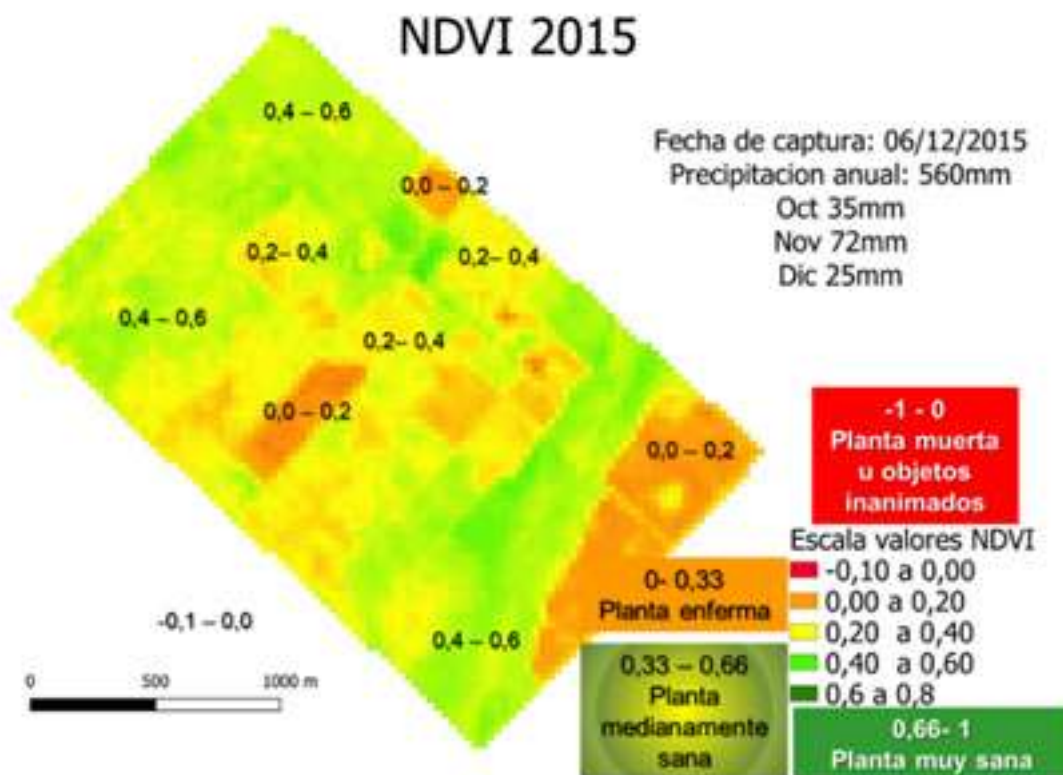 NDVI 2015
Fecha de captura: 06/12/2015
Precipitacion anual: 560mm
Oct 35mm
Nov 72mm
Dic 25mm
0,4 – 0,6
0,0 – 0,2
0,2– 0,4
0,2– 0,4
0,4 – 0,6
0,2– 0,4
0,0 – 0,2
0,0 – 0,2
-0,1 – 0,0
0,4 – 0,6
0
500
1000 m
-1 - 0
Planta muerta
u objetos
inanimados
Escala valores NDVI
-0,10 a 0,00
0,00 a 0,20
0,20 a 0,40
0,40 a 0,60
0,6 a 0,8
0- 0,33
Planta enferma
0,33 – 0,66
Planta
medianamente
sana
0,66- 1
Planta muy sana